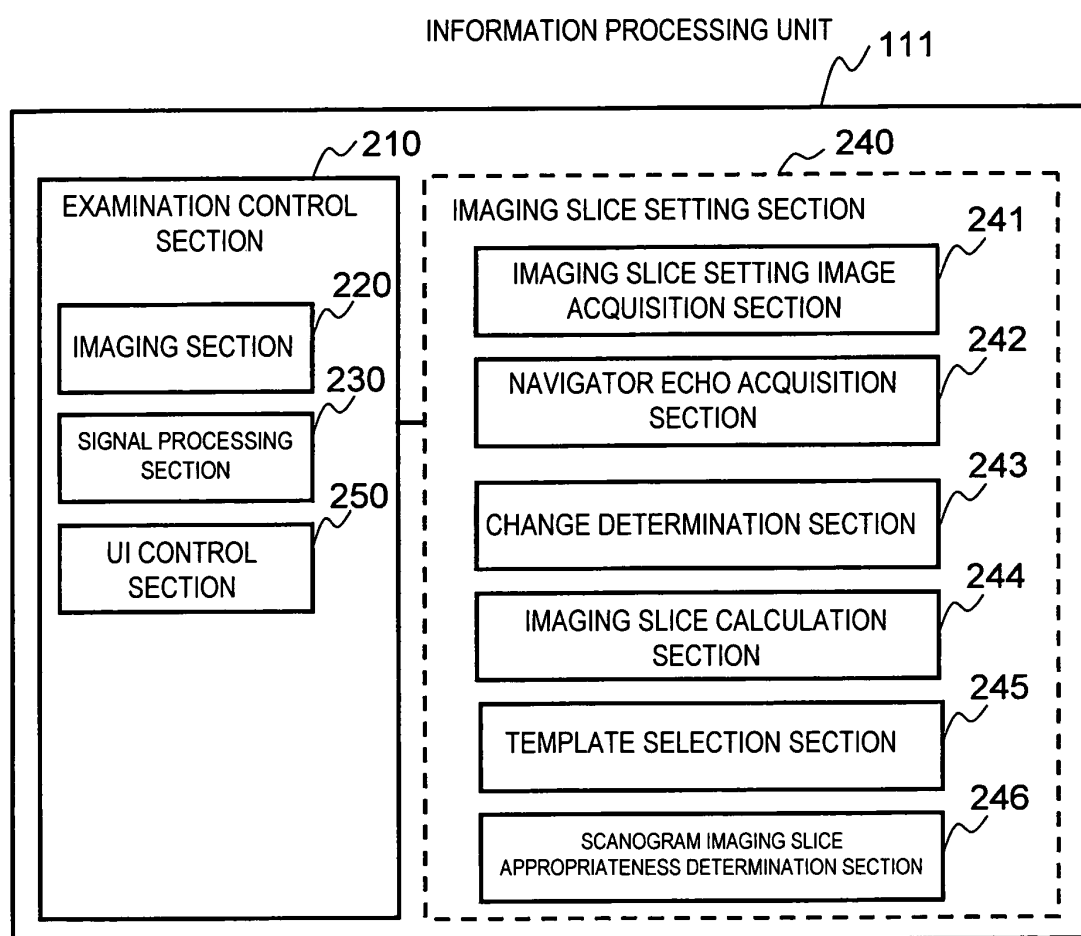 INFORMATION PROCESSING UNIT
111
210
EXAMINATION CONTROL
SECTION
220
IMAGING SECTION
230
SIGNAL PROCESSING
SECTION
250
UI CONTROL
SECTION
240
IMAGING SLICE SETTING SECTION
241
IMAGING SLICE SETTING IMAGE
ACQUISITION SECTION
242
NAVIGATOR ECHO ACQUISITION
SECTION
243
CHANGE DETERMINATION SECTION
244
IMAGING SLICE CALCULATION
SECTION
245
TEMPLATE SELECTION SECTION
246
SCANOGRAM IMAGING SLICE
APPROPRIATENESS DETERMINATION SECTION